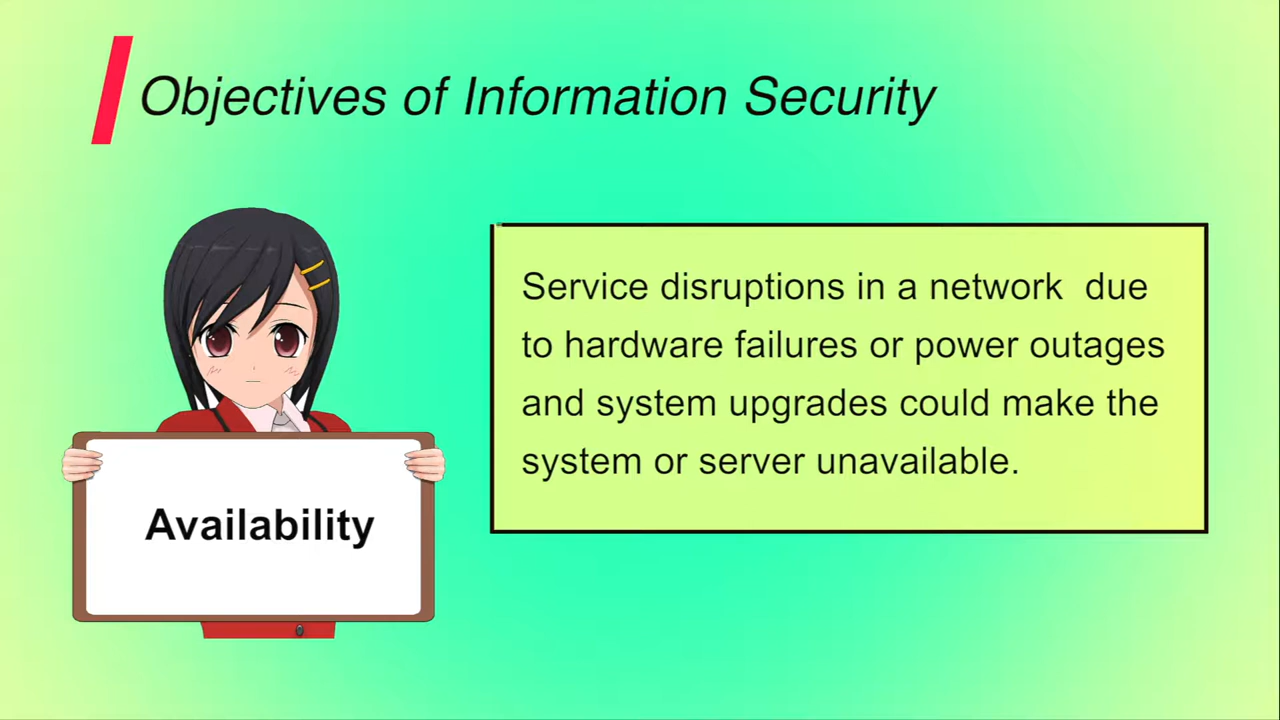 Objectives of Information Security
Service disruptions in a network  due
to hardware failures or power outages
and system upgrades could make the
system or server unavailable.
Availability